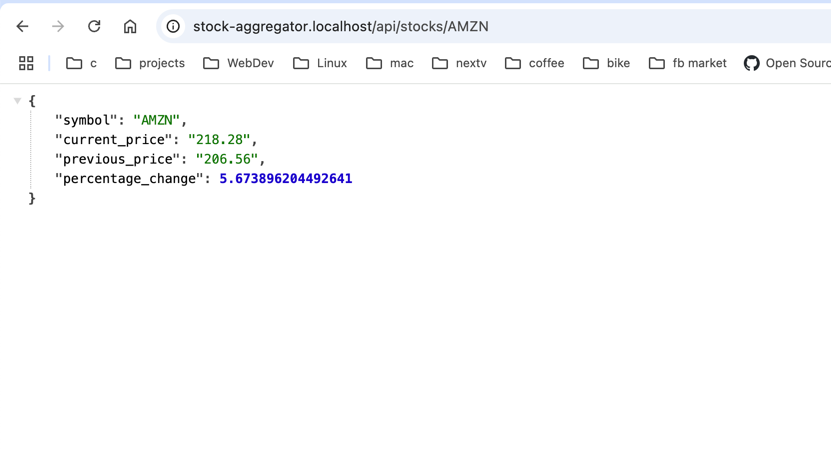 stock-aggregator.localhost/api/stocks/AMZN
c projects WebDev Linux mac nextv coffee bike fb market Open Sourc
{
"symbol": "AMZN",
"current_price": "218.28",
"previous_price": "206.56",
"percentage_change": 5.673896204492641
}